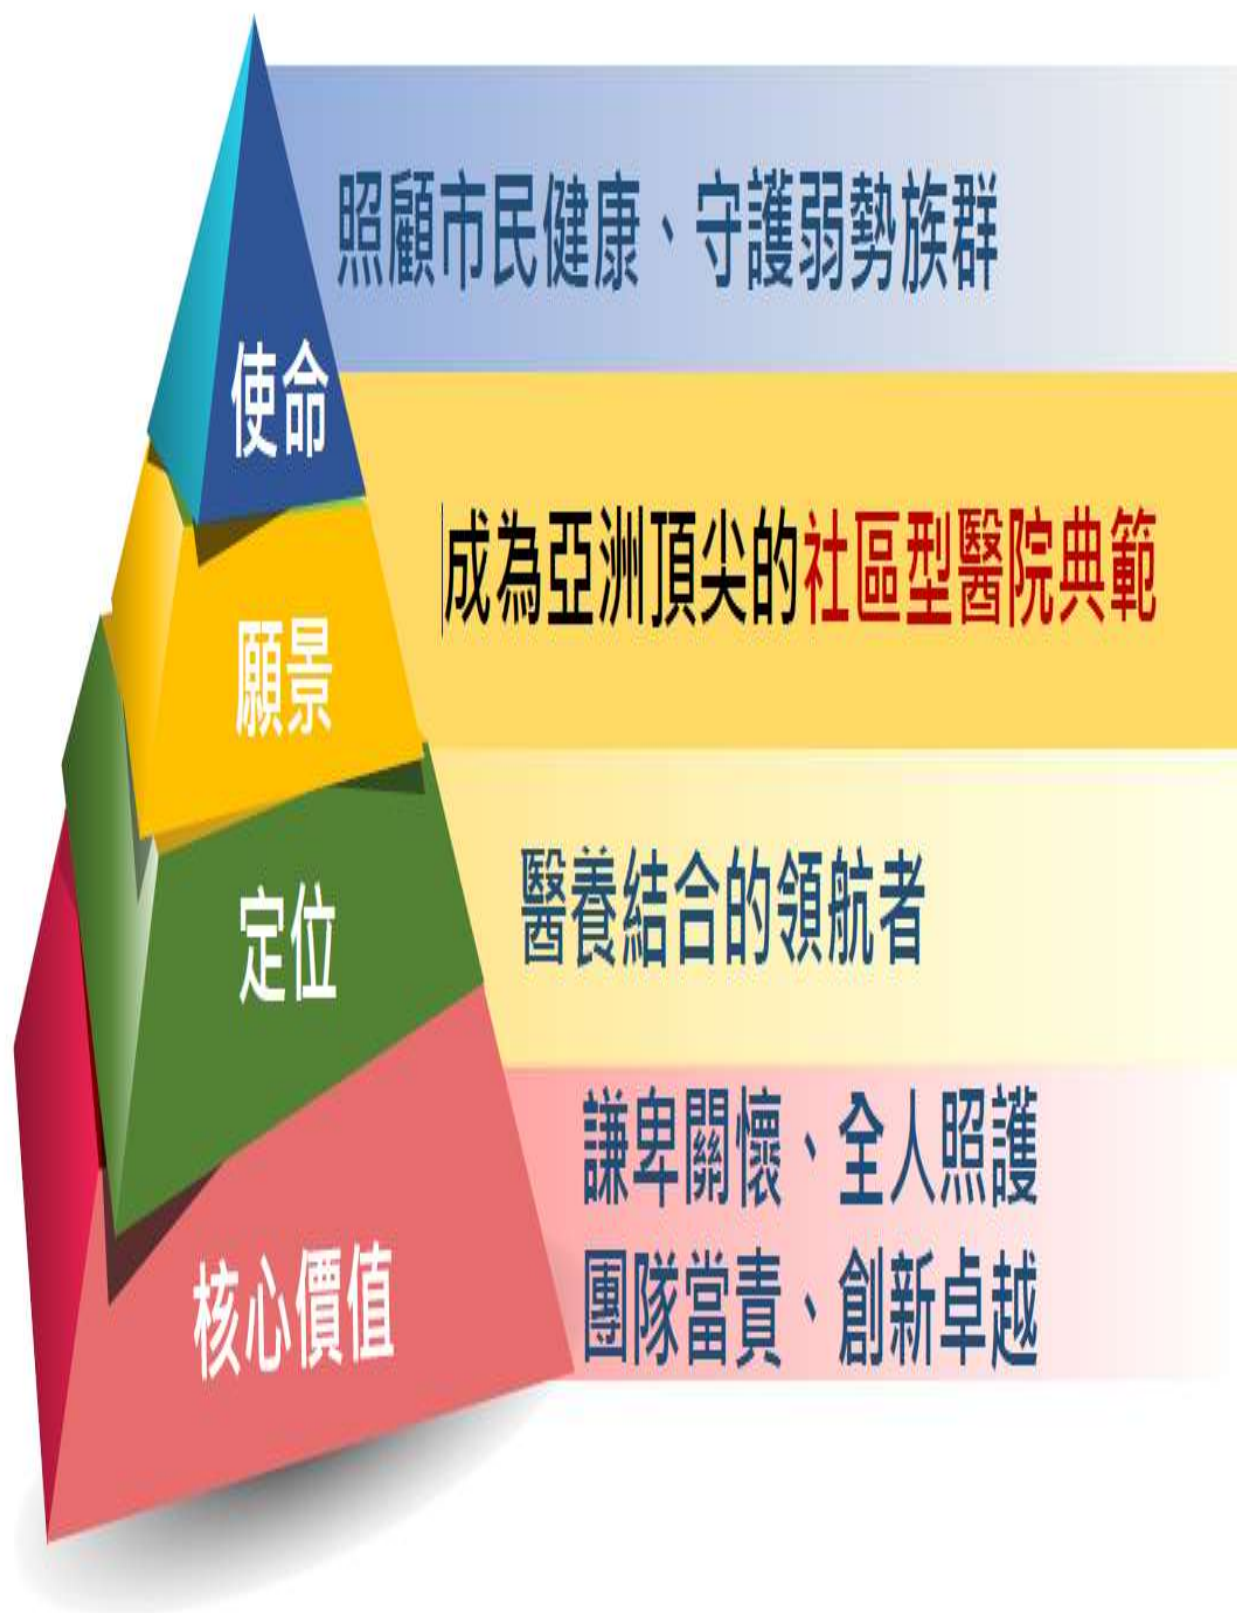 照顧市民健康、守護弱勢族群
使命
成為亞洲頂尖的社區型醫院典範
願景
醫養結合的領航者
定位
謙卑關懷、全人照護
團隊當責、創新卓越
核心價值